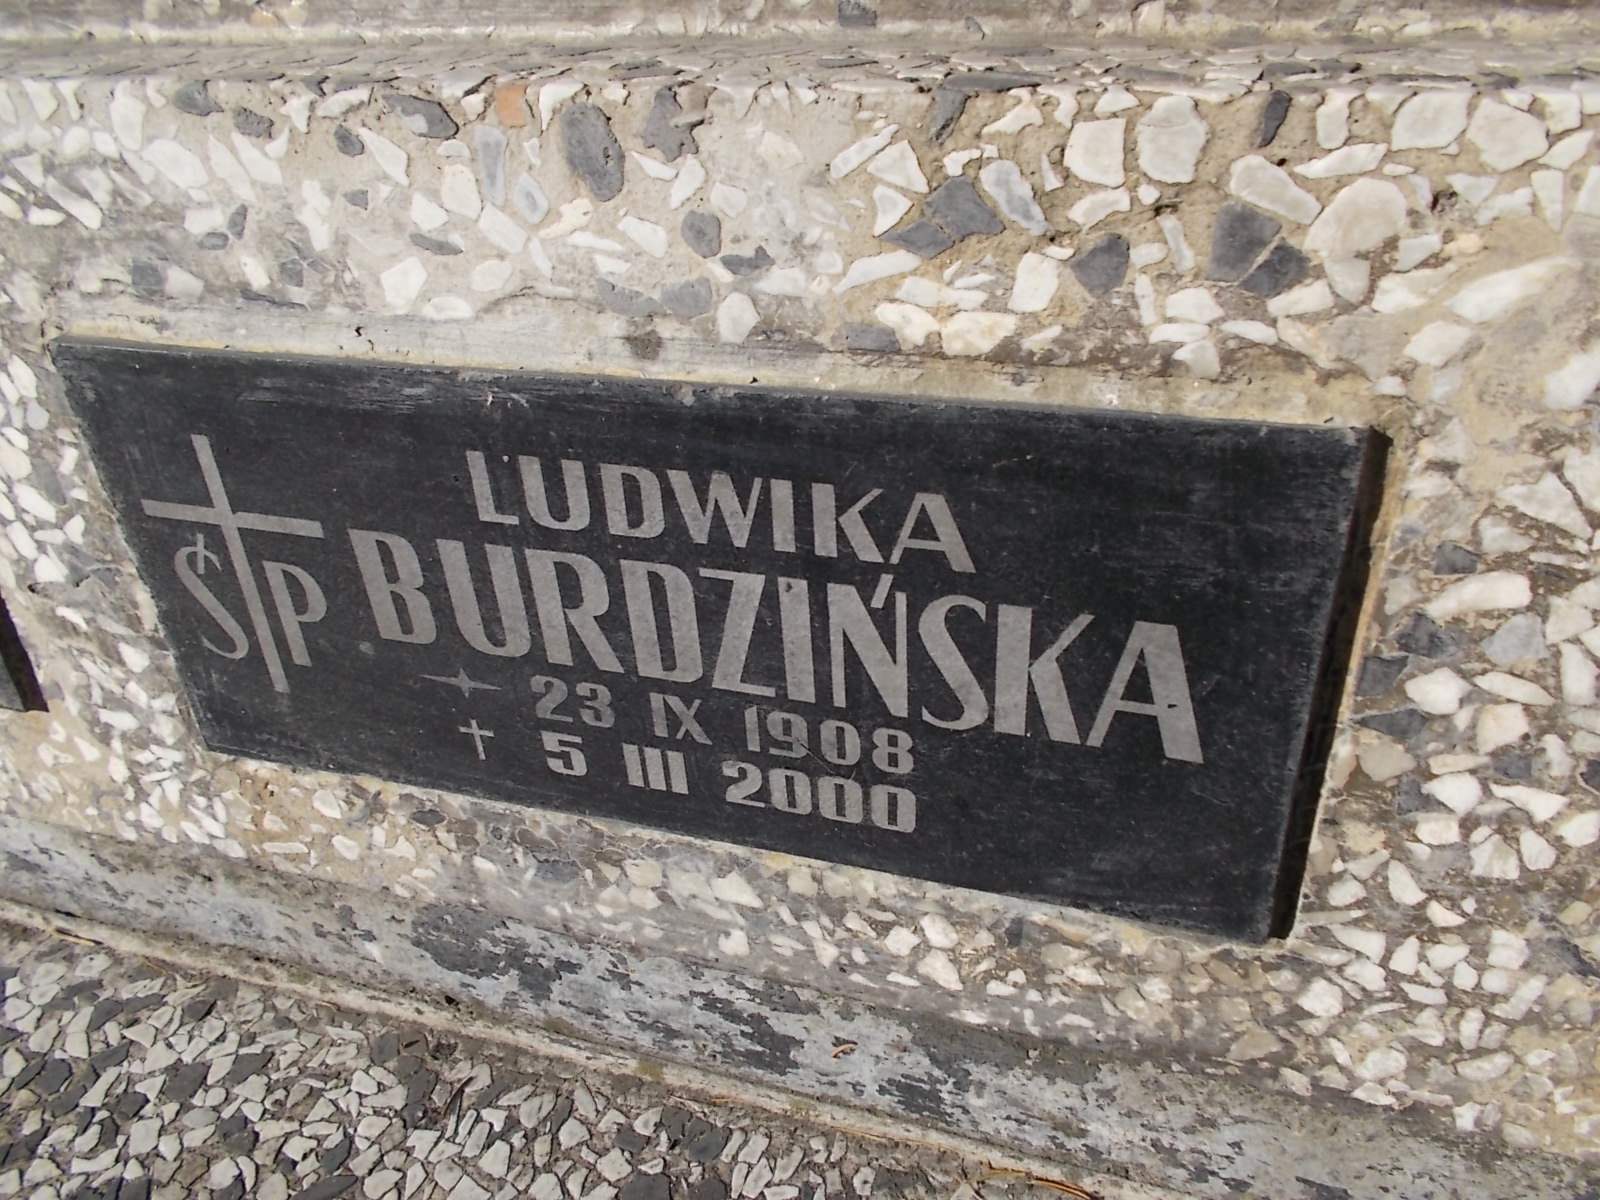 LUDWIKA
ŚP BURDZIŃSKA
23 IX 1908
5 III 2000